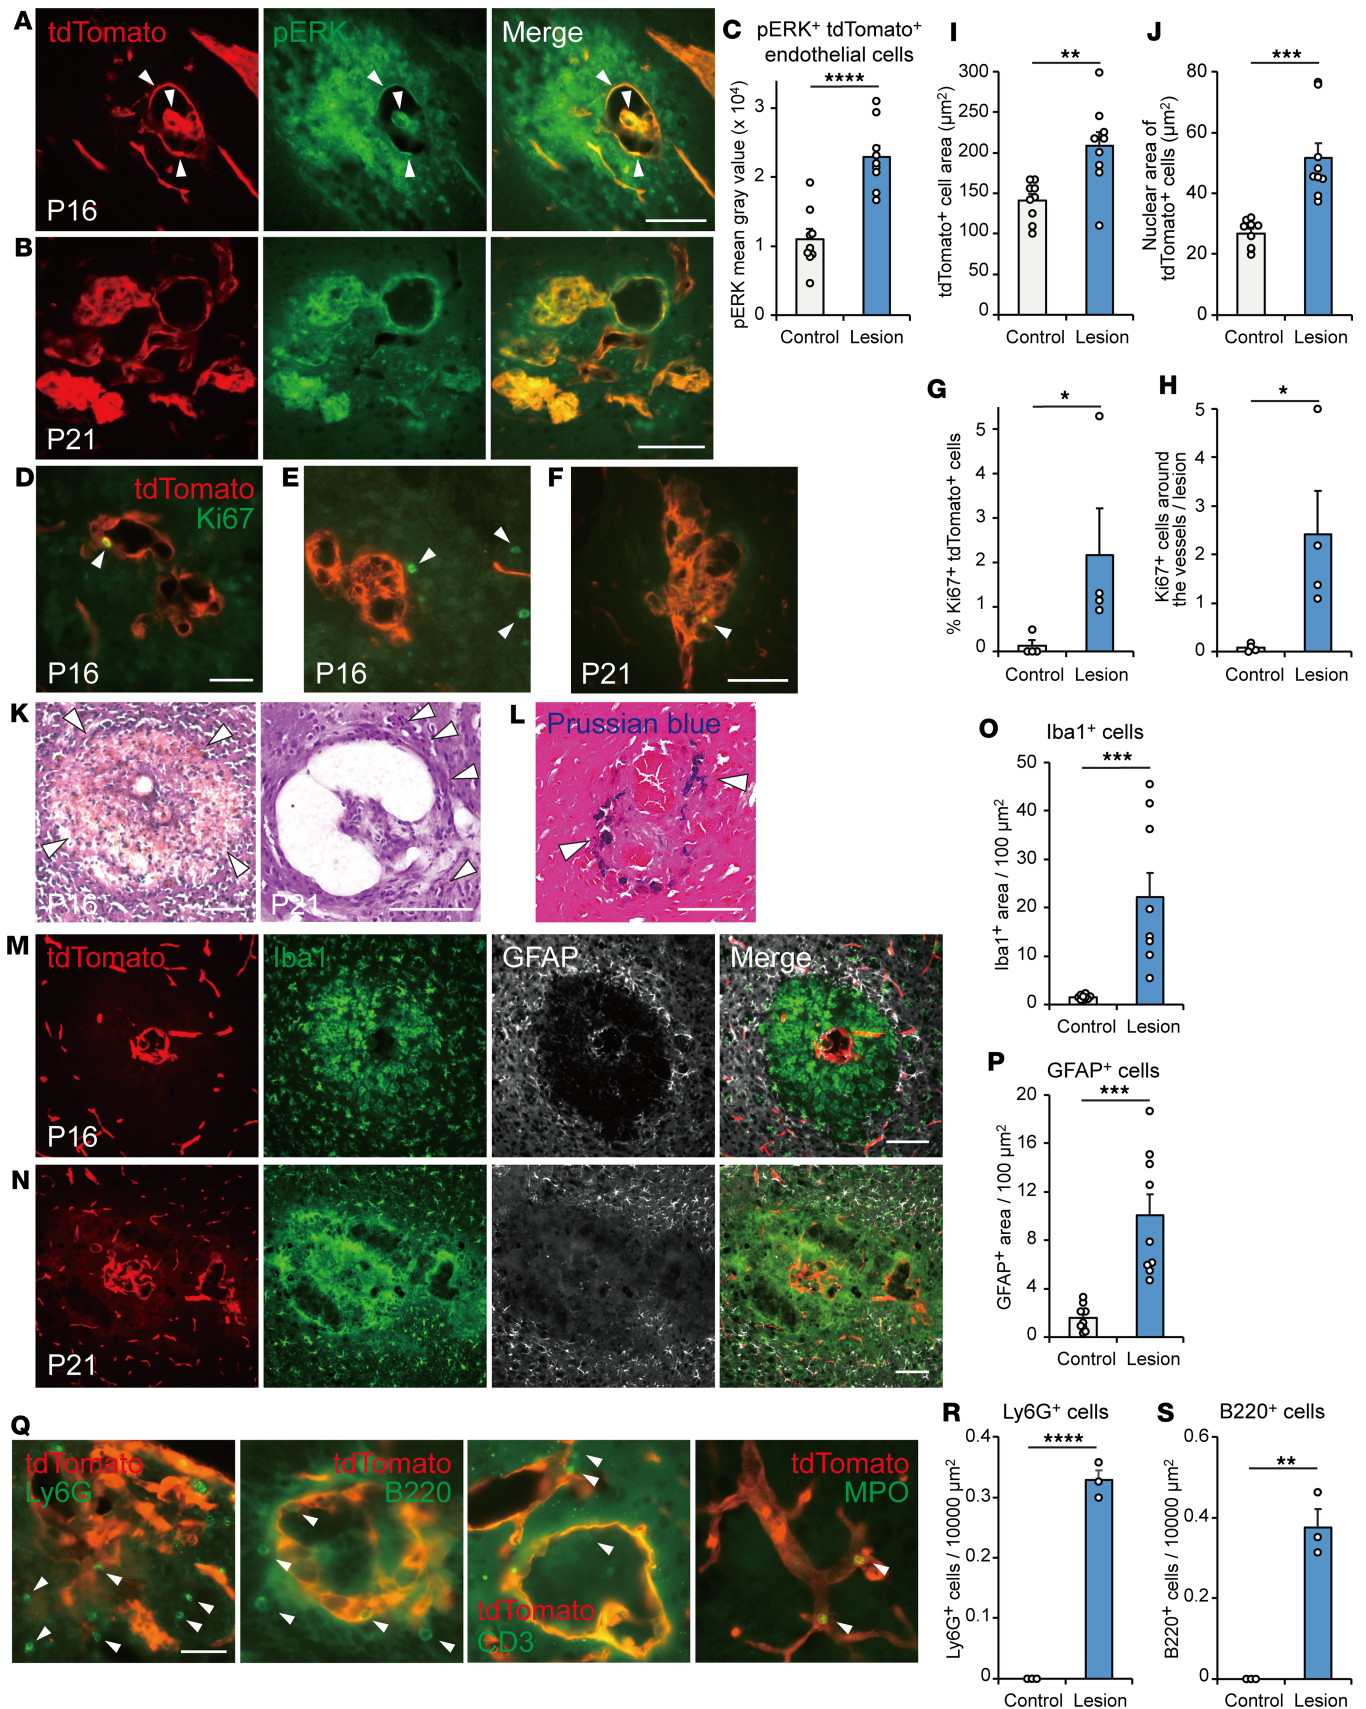 A
tdTomato
pERK
Merge
P16
B
P21
C
pERK⁺ tdTomato⁺
endothelial cells
****
pERK mean gray value (x 10⁴)
3
2
1
0
Control Lesion
I
**
tdTomato⁺ cell area (µm²)
300
250
200
150
100
50
0
Control Lesion
J
***
Nuclear area of
tdTomato⁺ cells (µm²)
80
60
40
20
0
Control Lesion
D
tdTomato
Ki67
P16
E
P16
F
P21
G
*
% Ki67⁺ tdTomato⁺ cells
5
4
3
2
1
0
Control Lesion
H
*
Ki67⁺ cells around
the vessels / lesion
5
4
3
2
1
0
Control Lesion
K
P16
P21
L
Prussian blue
M
tdTomato
Iba1
GFAP
Merge
P16
N
P21
O
Iba1⁺ cells
***
Iba1⁺ area / 100 µm²
50
40
30
20
10
0
Control Lesion
P
GFAP⁺ cells
***
GFAP⁺ area / 100 µm²
20
16
12
8
4
0
Control Lesion
Q
tdTomato
Ly6G
tdTomato
B220
tdTomato
CD3
tdTomato
MPO
R
Ly6G⁺ cells
****
Ly6G⁺ cells / 10000 µm²
0.4
0.3
0.2
0.1
0
Control Lesion
S
B220⁺ cells
**
B220⁺ cells / 10000 µm²
0.6
0.4
0.2
0
Control Lesion